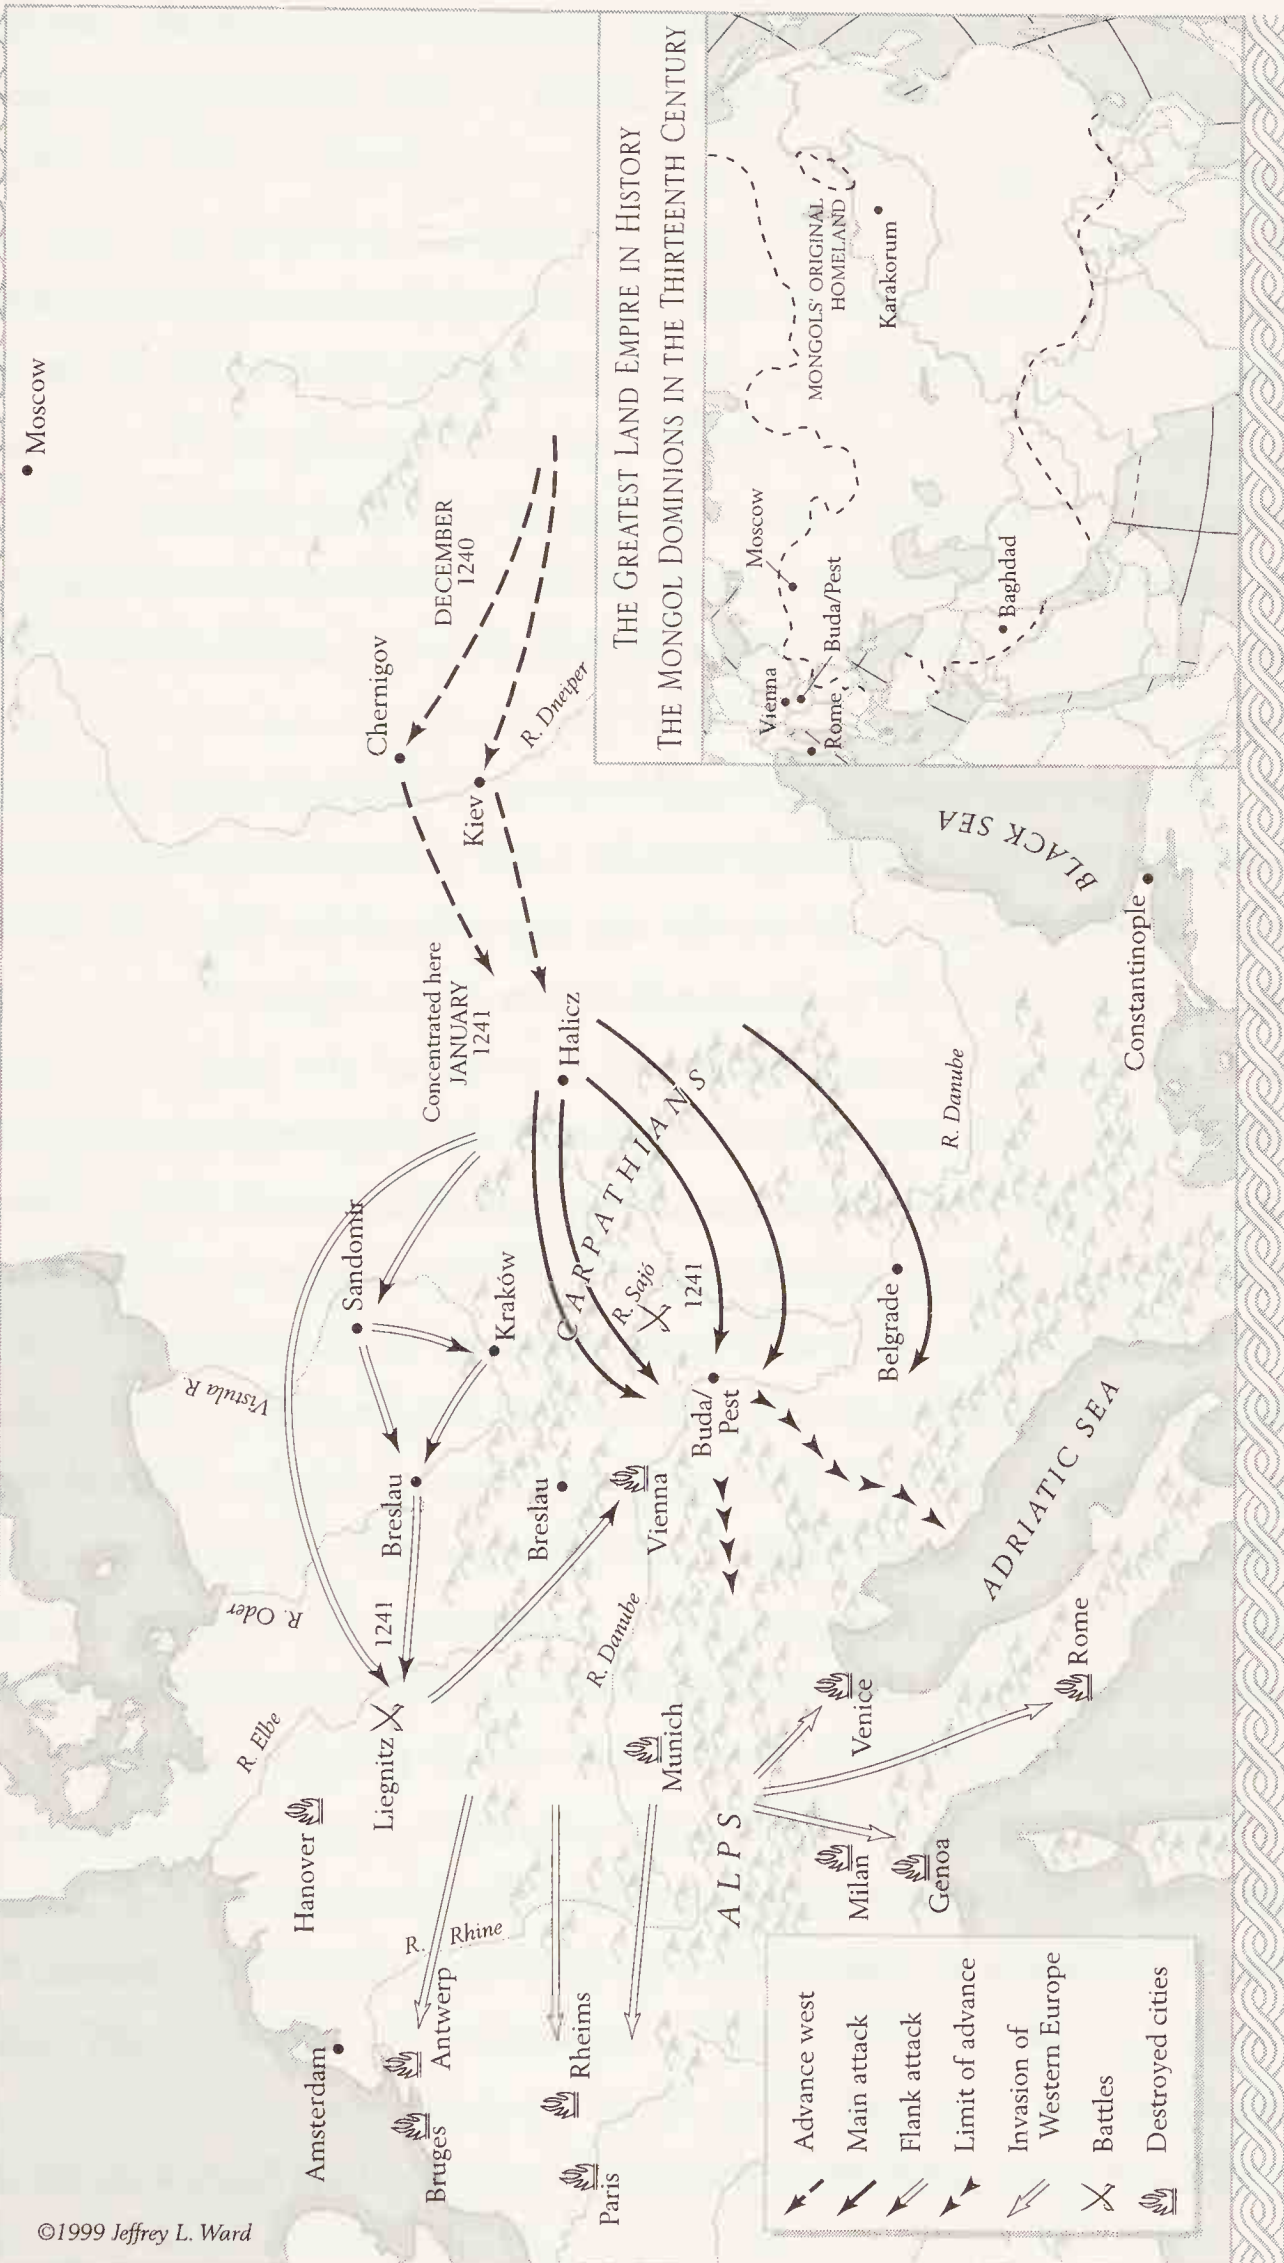 ©1999 Jeffrey L. Ward
Moscow
Amsterdam
Hanover
R. Elbe
R. Oder
Vistula R.
Bruges
Antwerp
R.
Rhine
Liegnitz
1241
Breslau
Sandomir
Kraków
Concentrated here
JANUARY
1241
Chernigov
Kiev
DECEMBER
1240
R. Dneiper
Paris
Rheims
Munich
R. Danube
Breslau
Vienna
CARPATHIANS
R. Sajó
1241
Halicz
Buda/
Pest
ALPS
Milan
Genoa
Venice
Rome
ADRIATIC SEA
Belgrade
R. Danube
BLACK SEA
Constantinople
Advance west
Main attack
Flank attack
Limit of advance
Invasion of
Western Europe
Battles
Destroyed cities
THE GREATEST LAND EMPIRE IN HISTORY
THE MONGOL DOMINIONS IN THE THIRTEENTH CENTURY
Vienna
Moscow
Buda/Pest
Rome
MONGOLS' ORIGINAL
HOMELAND
Karakorum
Baghdad